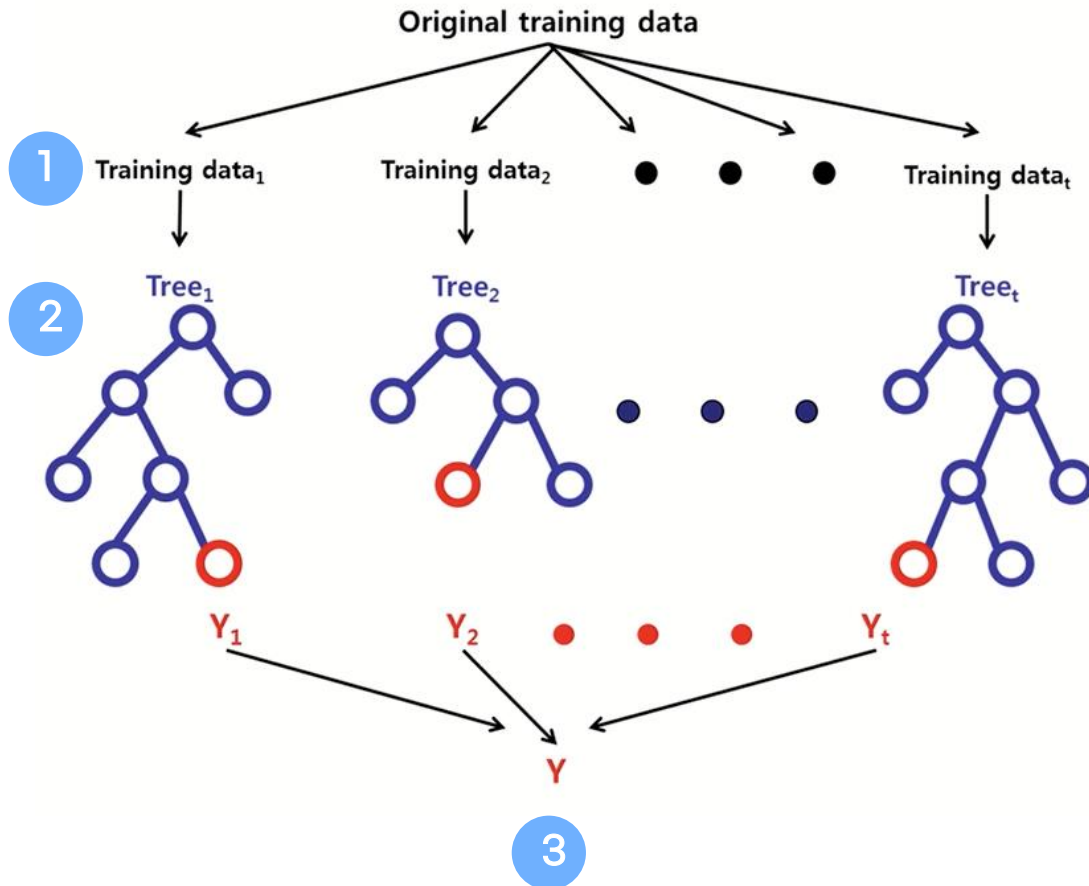 Original training data
1 Training data₁ Training data₂ Training dataₜ
2 Tree₁ Tree₂ Treeₜ
Y₁ Y₂ Yₜ
Y
3